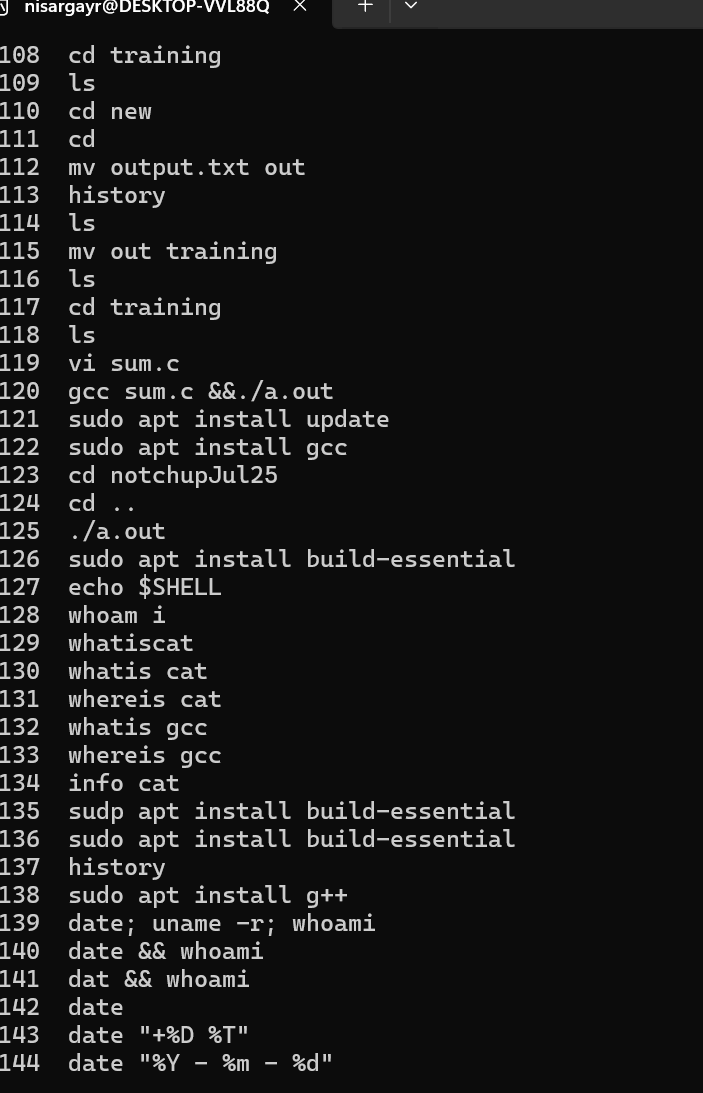 nisargayr@DESKTOP-VVL88Q
108 cd training
109 ls
110 cd new
111 cd
112 mv output.txt out
113 history
114 ls
115 mv out training
116 ls
117 cd training
118 ls
119 vi sum.c
120 gcc sum.c &&./a.out
121 sudo apt install update
122 sudo apt install gcc
123 cd notchupJul25
124 cd ..
125 ./a.out
126 sudo apt install build-essential
127 echo $SHELL
128 whoam i
129 whatiscat
130 whatis cat
131 whereis cat
132 whatis gcc
133 whereis gcc
134 info cat
135 sudp apt install build-essential
136 sudo apt install build-essential
137 history
138 sudo apt install g++
139 date; uname -r; whoami
140 date && whoami
141 dat && whoami
142 date
143 date "+%D %T"
144 date "%Y - %m - %d"